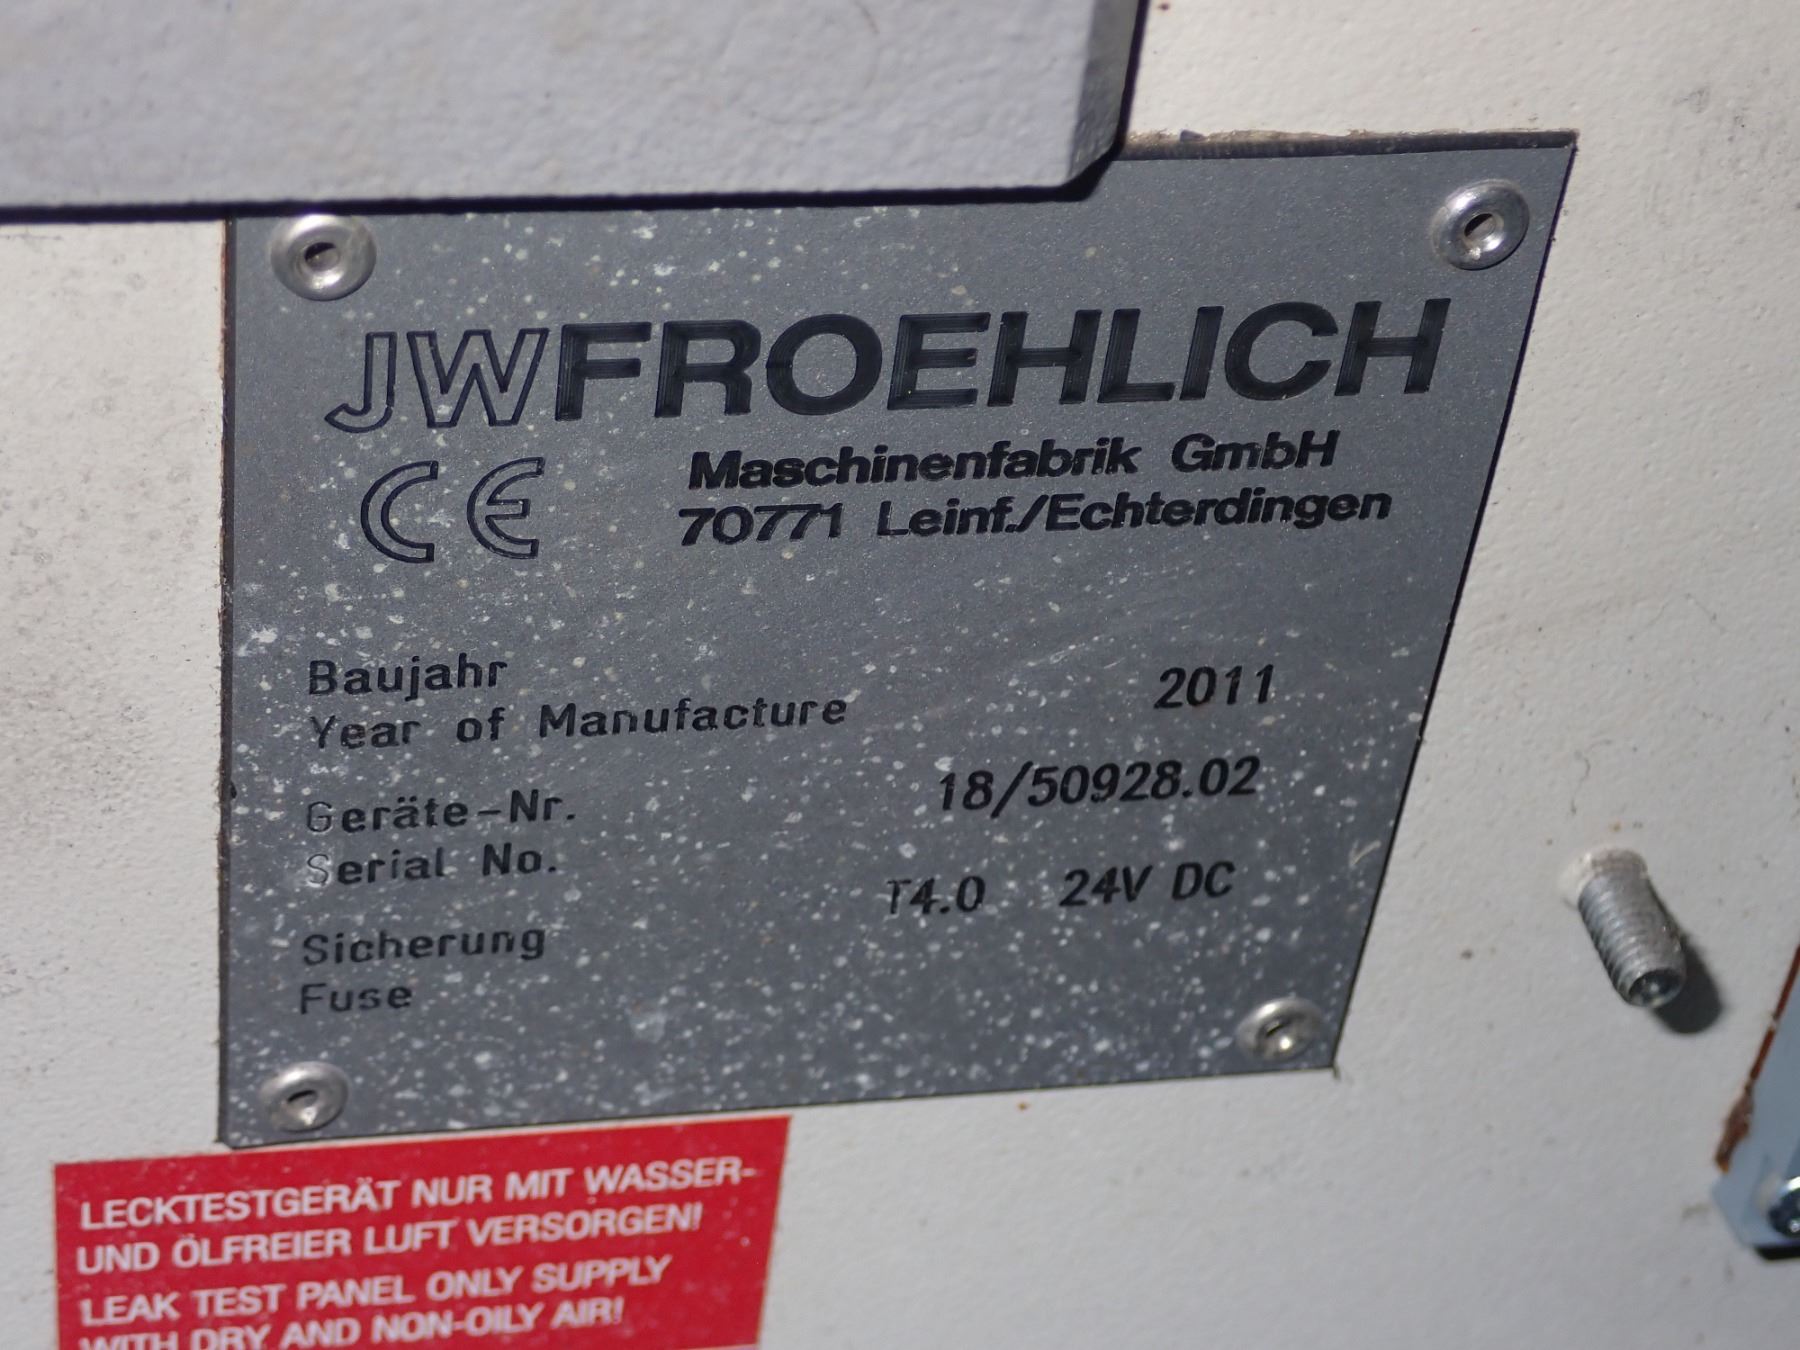 JWFROEHLICH
CE
Maschinenfabrik GmbH
70771 Leinf./Echterdingen
Baujahr
Year of Manufacture 2011
Geräte-Nr. 18/50928.02
Serial No.
Sicherung T4.0 24V DC
Fuse
LECKTESTGERÄT NUR MIT WASSER-
UND ÖLFREIER LUFT VERSORGEN!
LEAK TEST PANEL ONLY SUPPLY
WITH DRY AND NON-OILY AIR!